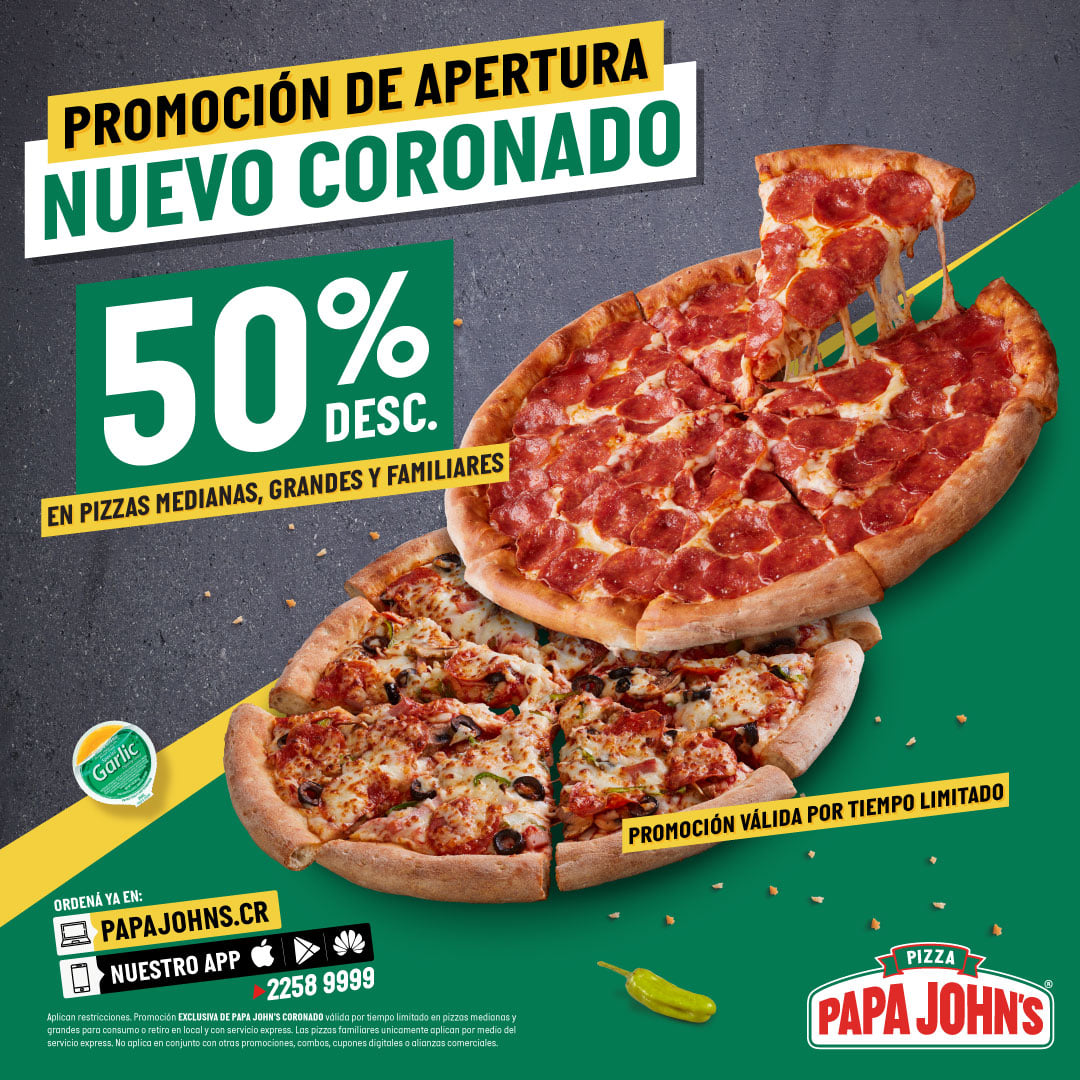 PROMOCIÓN DE APERTURA
NUEVO CORONADO
50%
DESC.
EN PIZZAS MEDIANAS, GRANDES Y FAMILIARES
Garlic
PROMOCIÓN VÁLIDA POR TIEMPO LIMITADO
ORDENÁ YA EN:
PAPAJOHNS.CR
NUESTRO APP
2258 9999
Aplican restricciones. Promoción EXCLUSIVA DE PAPA JOHN'S CORONADO válida por tiempo limitado en pizzas medianas y
grandes para consumo o retiro en local y con servicio express. Las pizzas familiares unicamente aplican por medio del
servicio express. No aplica en conjunto con otras promociones, combos, cupones digitales o alianzas comerciales.
PIZZA
PAPA JOHN'S®